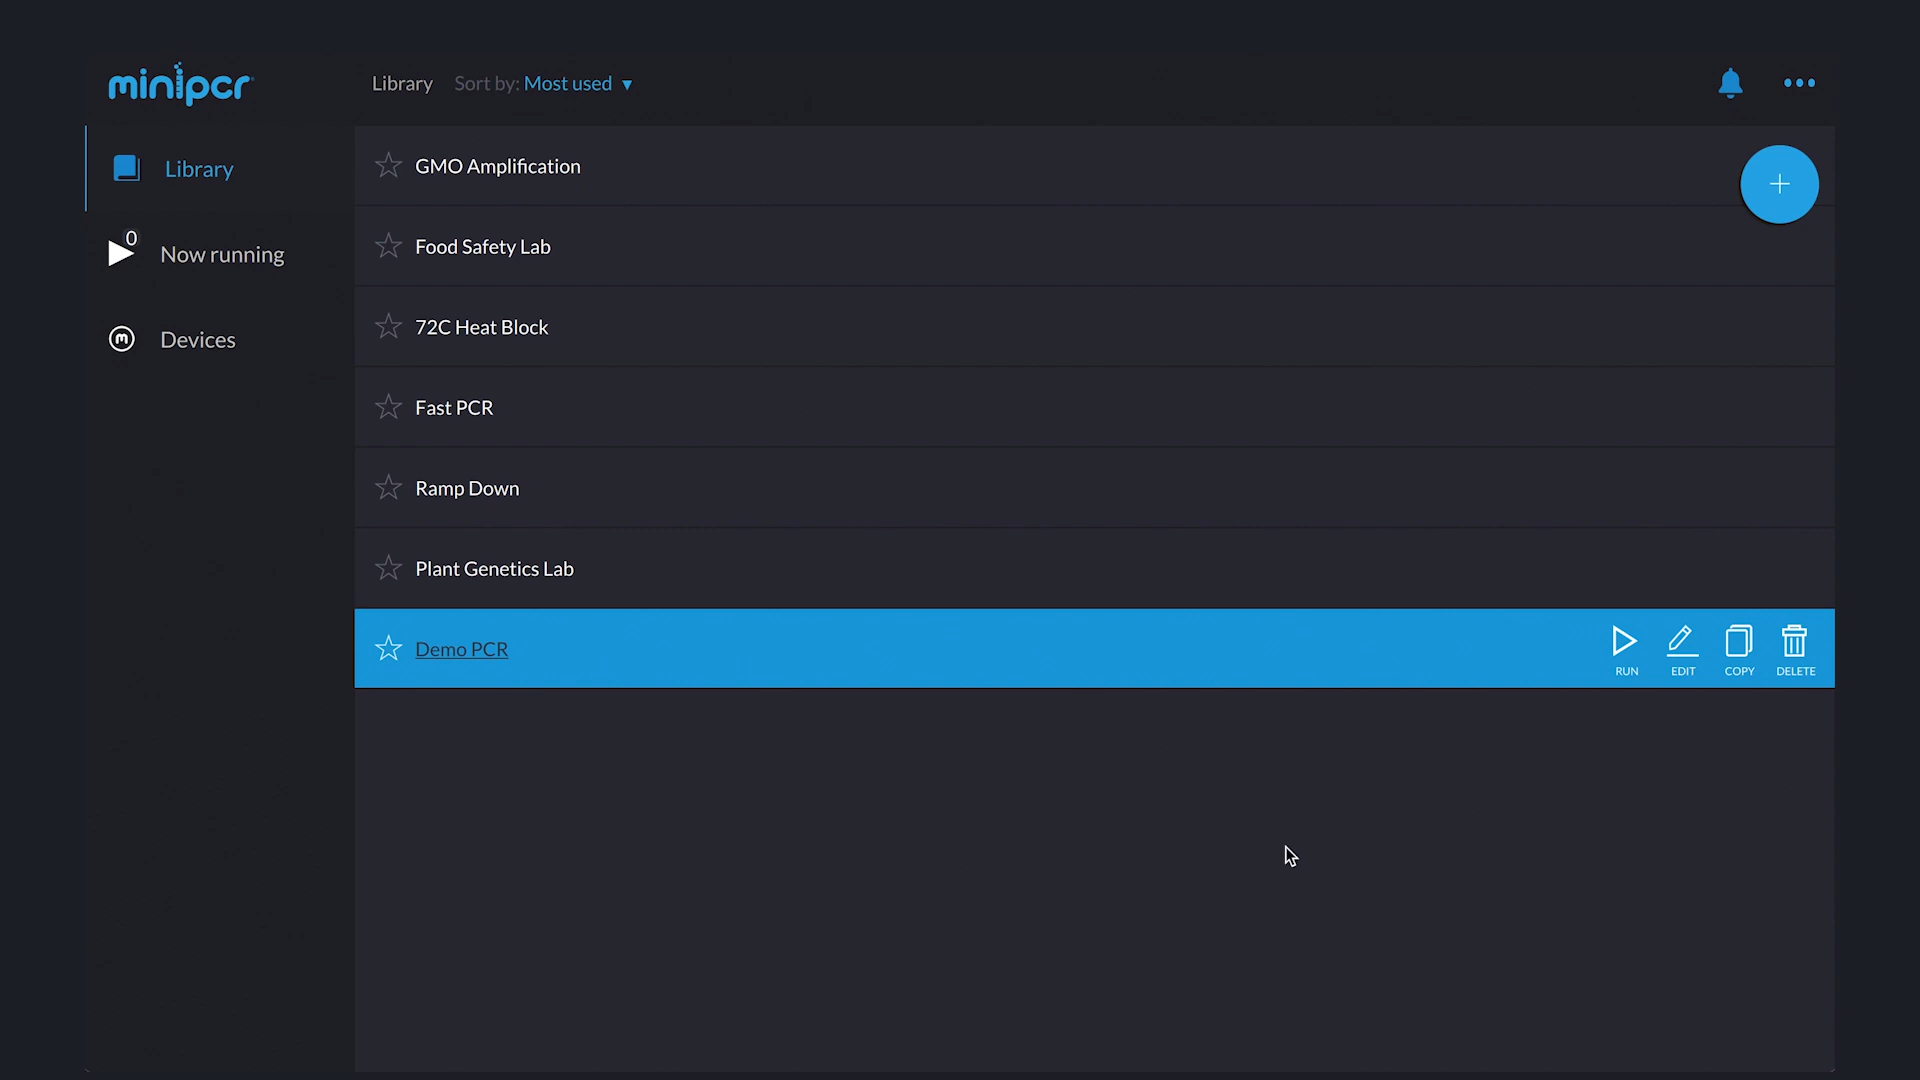 minipcr
Library Sort by: Most used ▼
Library
0
Now running
Devices
GMO Amplification
Food Safety Lab
72C Heat Block
Fast PCR
Ramp Down
Plant Genetics Lab
Demo PCR
RUN EDIT COPY DELETE